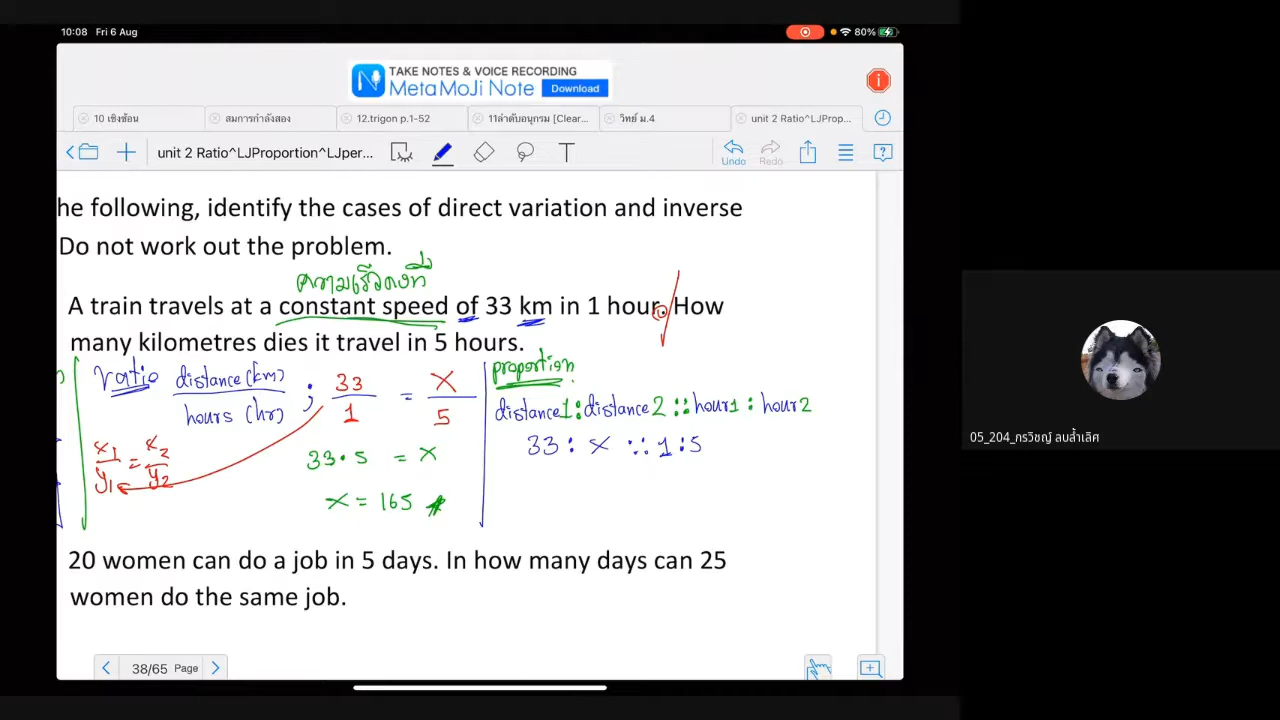 10:08 Fri 6 Aug
80%
TAKE NOTES & VOICE RECORDING
MetaMoJi Note Download
10 เชิงซ้อน
สมการกำลังสอง
12.trigon p.1-52
11ลำดับอนุกรม [Clear...
วิทย์ ม.4
unit 2 Ratio^LJProp...
unit 2 Ratio^LJProportion^LJper...
Undo
Redo
he following, identify the cases of direct variation and inverse
Do not work out the problem.
ความเร็วคงที่
A train travels at a constant speed of 33 km in 1 hour. How
many kilometres dies it travel in 5 hours.
ratio distance(km) / hours (hr) ; 33/1 = x/5
x1/y1 = x2/y2
33·5 = x
x = 165
proportion
distance1:distance2 :: hour1 : hour2
33 : x :: 1:5
20 women can do a job in 5 days. In how many days can 25
women do the same job.
38/65 Page
05_204_กรวิชญ์ ลบล้ำเลิศ